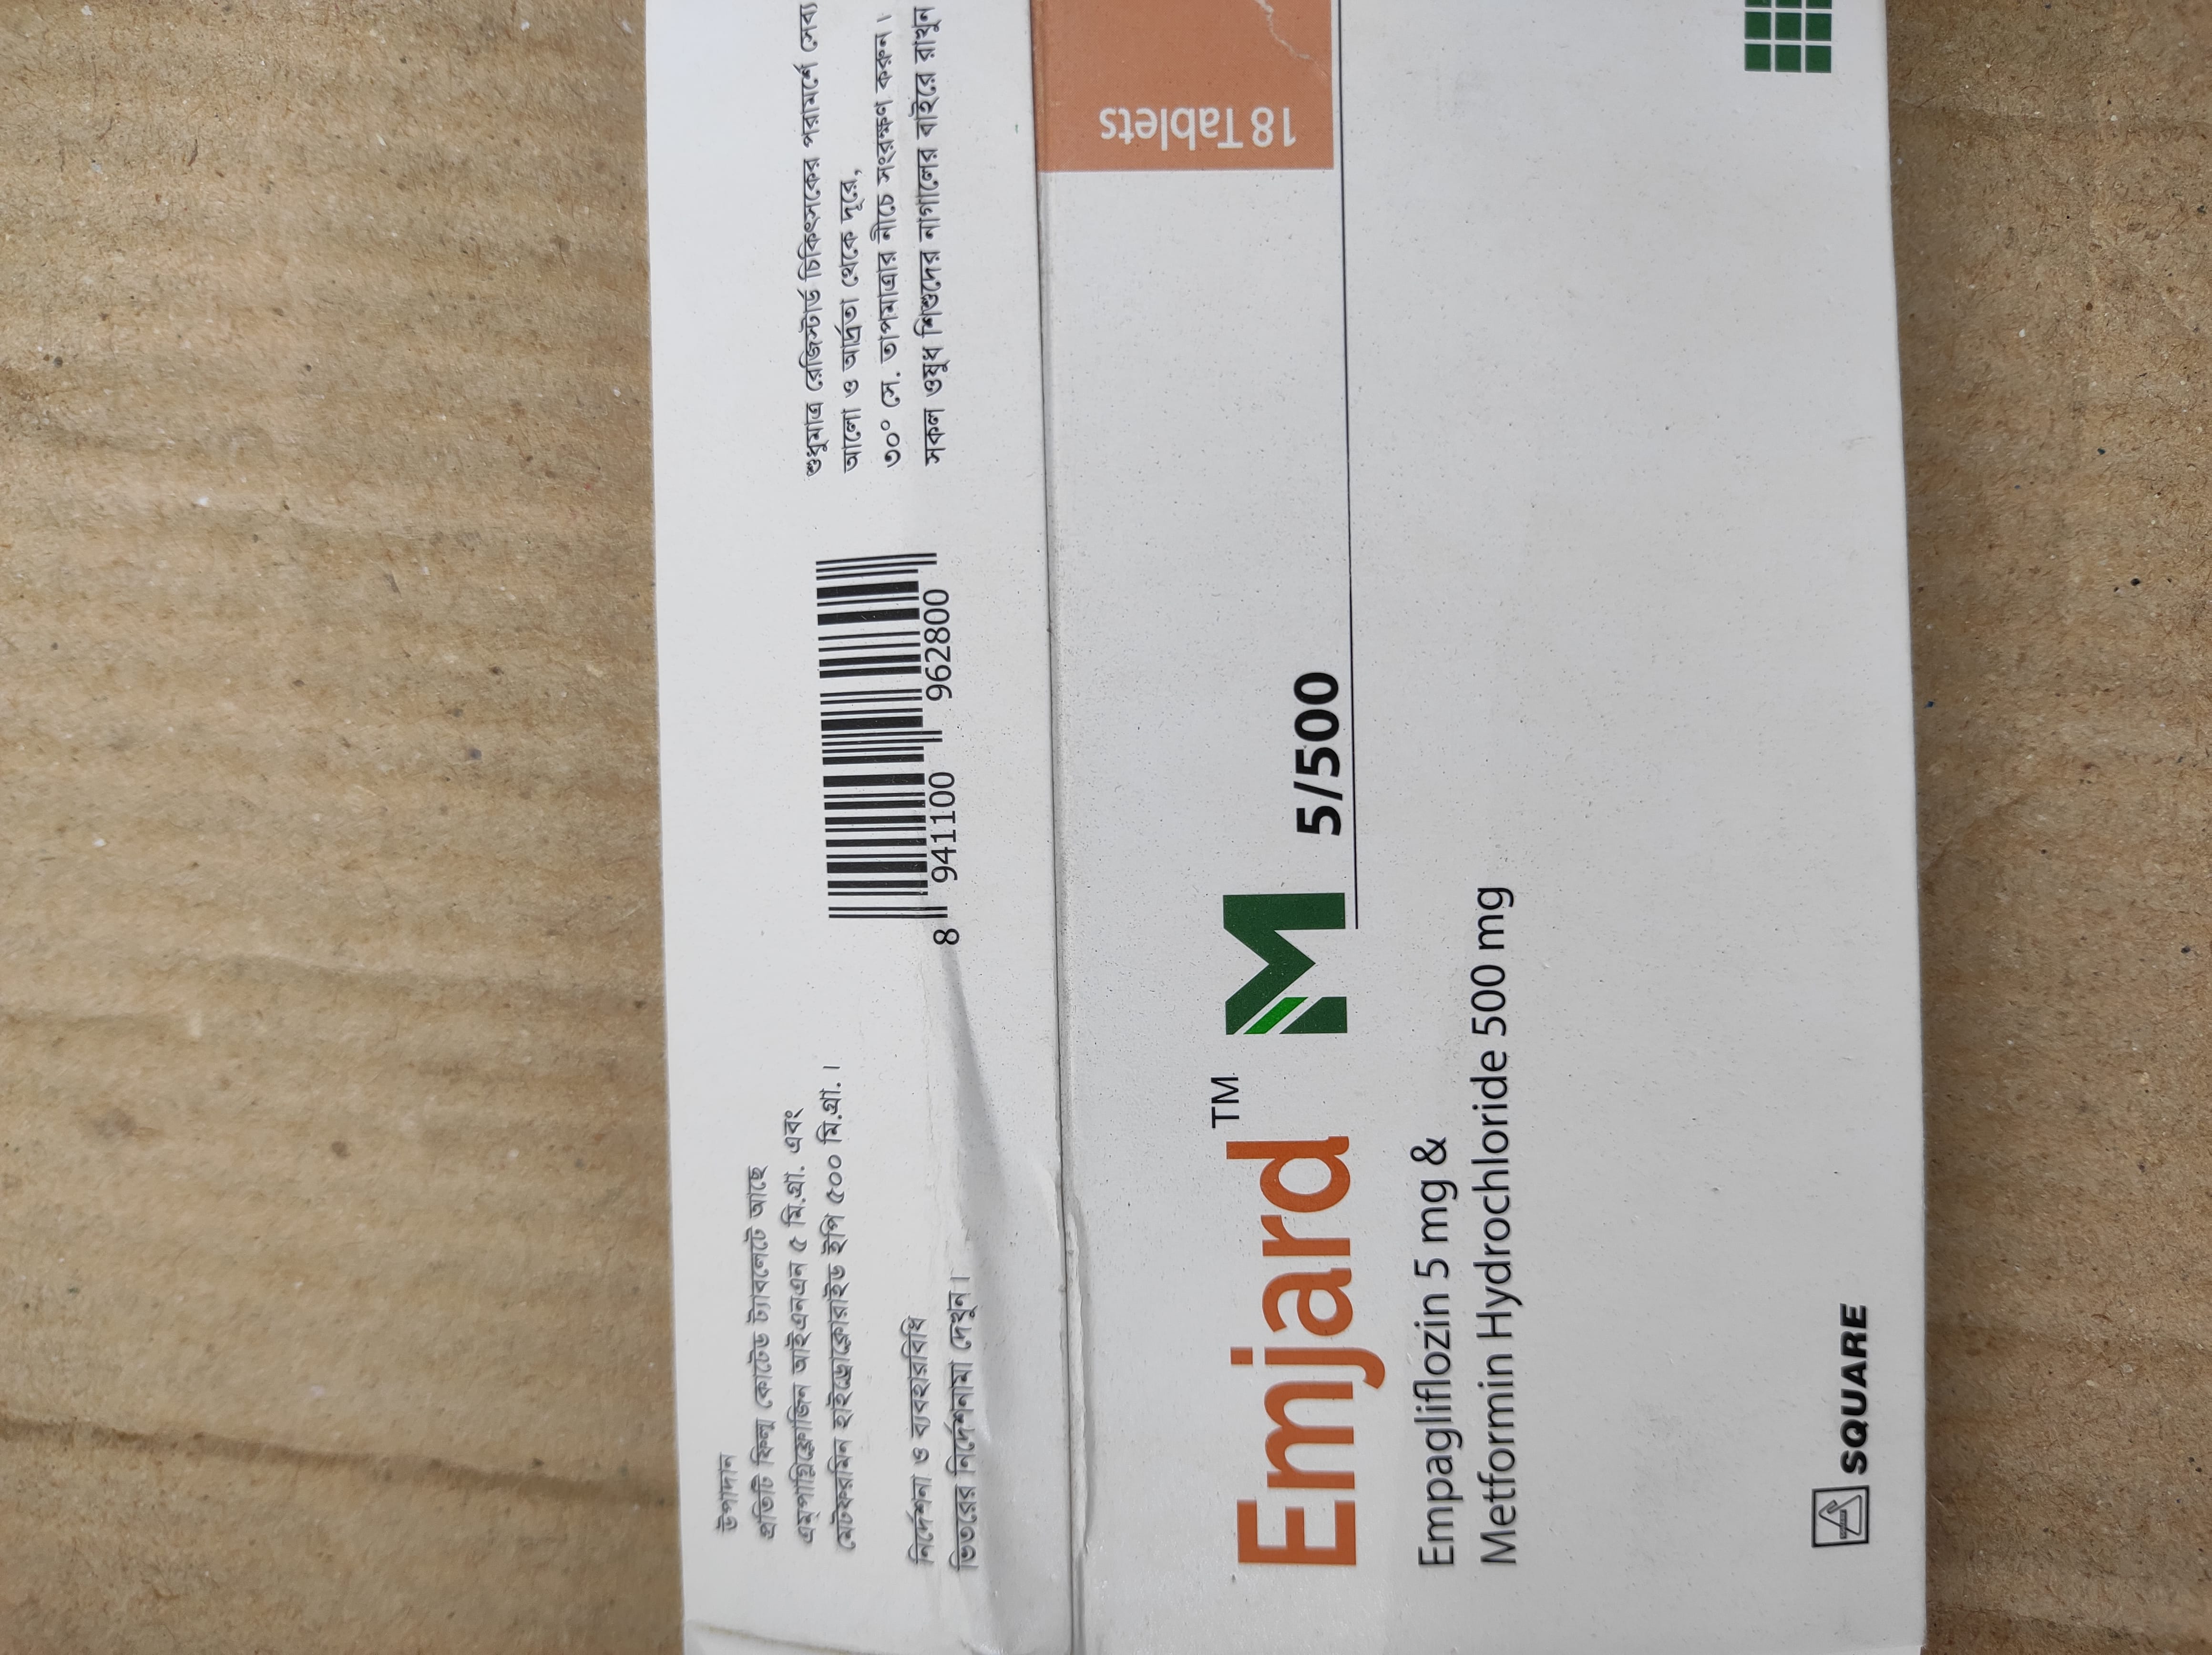 উপাদান
প্রতিটি ফিল্ম কোটেড ট্যাবলেটে আছে
এম্পাগ্লিফ্লোজিন আইএনএন ৫ মি.গ্রা. এবং
মেটফরমিন হাইড্রোক্লোরাইড ইপি ৫০০ মি.গ্রা. ।
নির্দেশনা ও ব্যবহারবিধি
ভিতরের নির্দেশনামা দেখুন ।
8 941100 962800
শুধুমাত্র রেজিস্টার্ড চিকিৎসকের পরামর্শে সেব্য
আলো ও আর্দ্রতা থেকে দূরে,
৩০° সে. তাপমাত্রার নীচে সংরক্ষণ করুন ।
সকল ওষুধ শিশুদের নাগালের বাইরে রাখুন
18 Tablets
Emjard™ M 5/500
Empagliflozin 5 mg &
Metformin Hydrochloride 500 mg
SQUARE